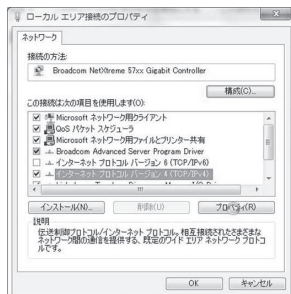 ローカル エリア接続のプロパティ
ネットワーク
接続の方法:
Broadcom NetXtreme 57xx Gigabit Controller
構成(C)...
この接続は次の項目を使用します(O):
Microsoft ネットワーク用クライアント
QoS パケット スケジューラ
Microsoft ネットワーク用ファイルとプリンター共有
Broadcom Advanced Server Program Driver
インターネット プロトコル バージョン 6 (TCP/IPv6)
インターネット プロトコル バージョン 4 (TCP/IPv4)
インストール(N)...
削除(U)
プロパティ(R)
説明
伝送制御プロトコル/インターネット プロトコル。相互接続されたさまざまな
ネットワーク間の通信を提供する、既定のワイド エリア ネットワーク プロトコ
ルです。
OK
キャンセル